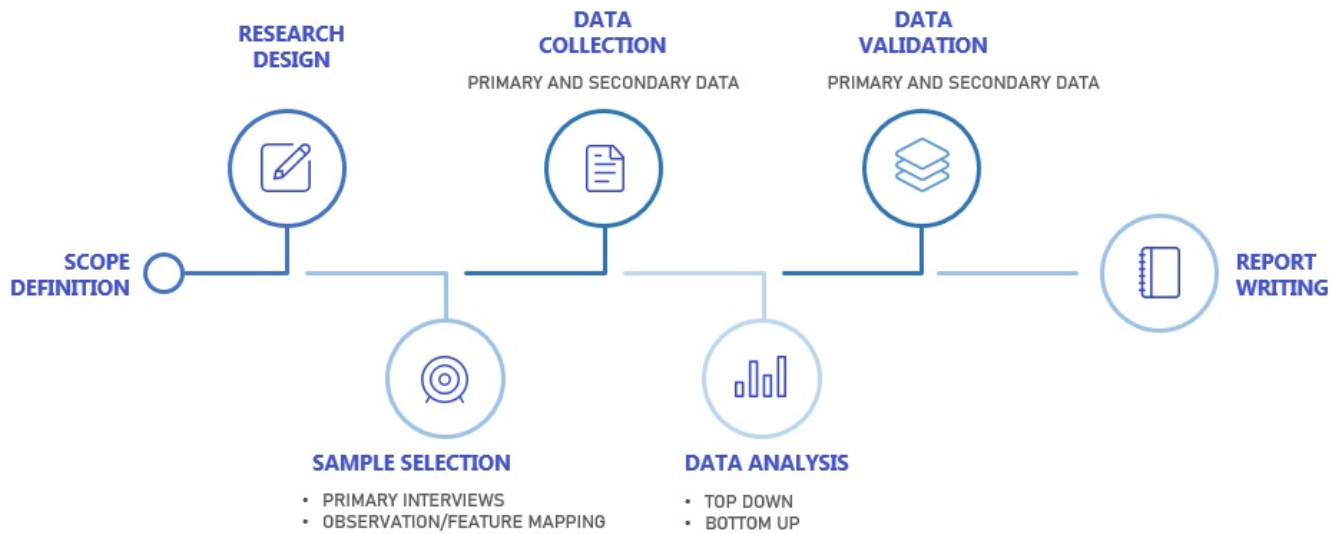 RESEARCH
DESIGN
DATA
COLLECTION
PRIMARY AND SECONDARY DATA
DATA
VALIDATION
PRIMARY AND SECONDARY DATA
SCOPE
DEFINITION
REPORT
WRITING
SAMPLE SELECTION
• PRIMARY INTERVIEWS
• OBSERVATION/FEATURE MAPPING
DATA ANALYSIS
• TOP DOWN
• BOTTOM UP